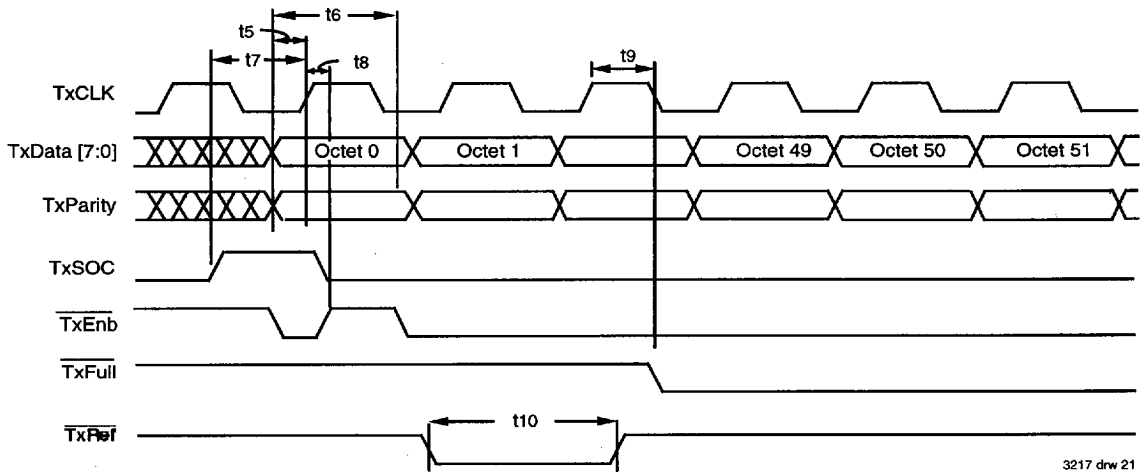 t6
t5
t7
t8
t9
TxCLK
TxData [7:0]
Octet 0
Octet 1
Octet 49
Octet 50
Octet 51
TxParity
TxSOC
TxEnb
TxFull
t10
TxRef
3217 drw 21